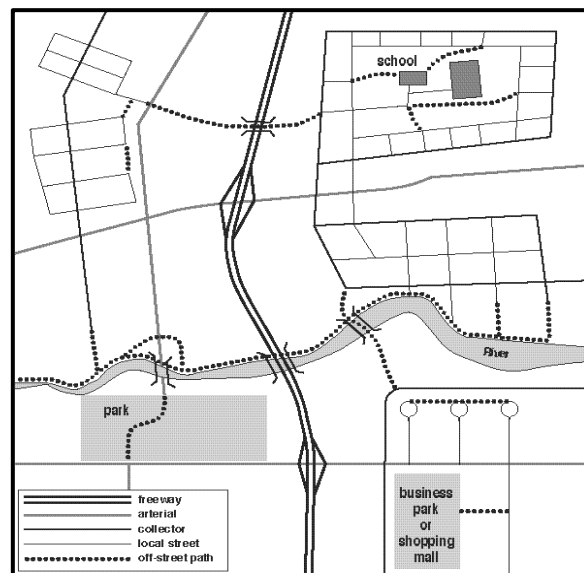 school
River
park
business
park
or
shopping
mall
freeway
arterial
collector
local street
off-street path